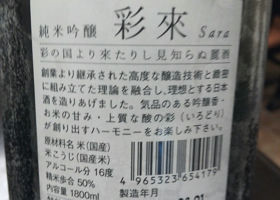 純米吟醸 彩來 Sara
彩の国より来たりし見知らぬ麗酒
創業より継承された高度な醸造技術と緻密
に組み立てた理論を融合し、理想とする日本
酒を造りあげました。気品のある吟醸香・
お米の甘み・上質な酸の彩(いろどり)
が創り出すハーモニーをお楽しみ下さい。
原材料名 米(国産)
米こうじ(国産米)
アルコール分 16度
精米歩合 50%
内容量 1800ml
4 965323 654179
製造年月